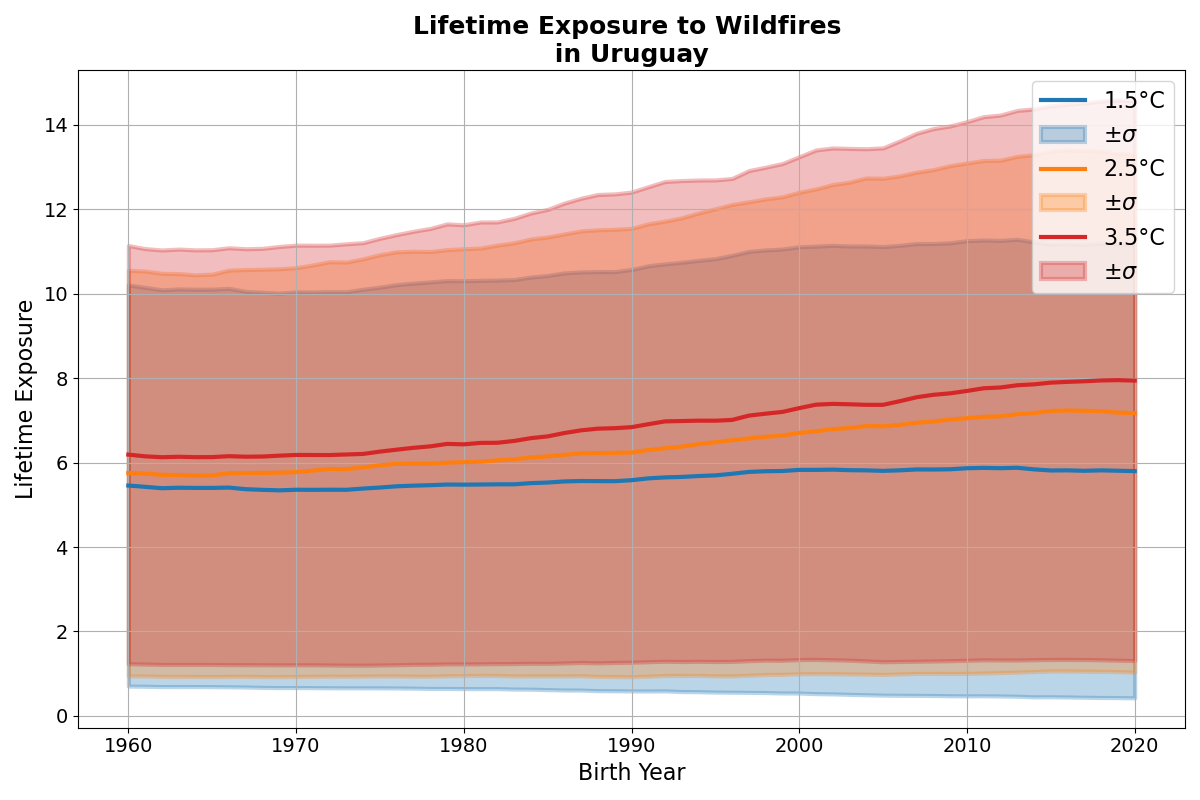 Lifetime Exposure to Wildfires
in Uruguay
1.5°C
±σ
2.5°C
±σ
3.5°C
±σ
Lifetime Exposure
14
12
10
8
6
4
2
0
1960
1970
1980
1990
2000
2010
2020
Birth Year